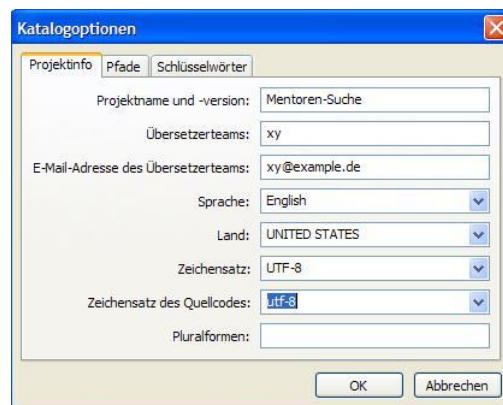 Katalogoptionen
Projektinfo Pfade Schlüsselwörter
Projektname und -version: Mentoren-Suche
Übersetzerteams: xy
E-Mail-Adresse des Übersetzerteams: xy@example.de
Sprache: English
Land: UNITED STATES
Zeichensatz: UTF-8
Zeichensatz des Quellcodes: utf-8
Pluralformen:
OK Abbrechen